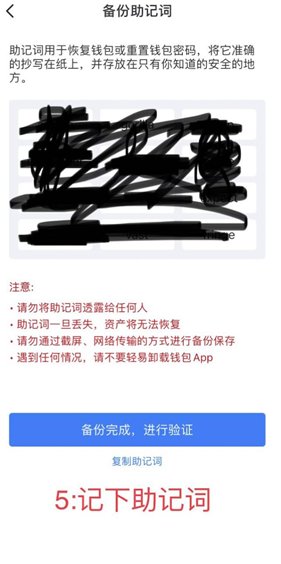 备份助记词
助记词用于恢复钱包或重置钱包密码，将它准确
的抄写在纸上，并存放在只有你知道的安全的地
方。
注意:
• 请勿将助记词透露给任何人
• 助记词一旦丢失，资产将无法恢复
• 请勿通过截屏、网络传输的方式进行备份保存
• 遇到任何情况，请不要轻易卸载钱包App
备份完成，进行验证
复制助记词
5:记下助记词